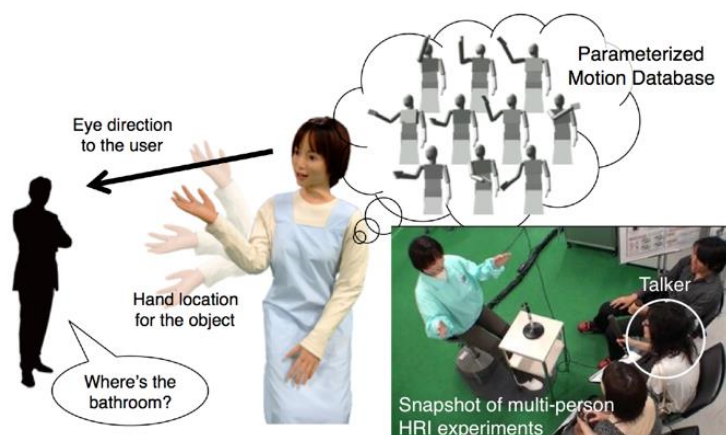 Parameterized
Motion Database
Eye direction
to the user
Hand location
for the object
Where's the
bathroom?
Talker
Snapshot of multi-person
HRI experiments